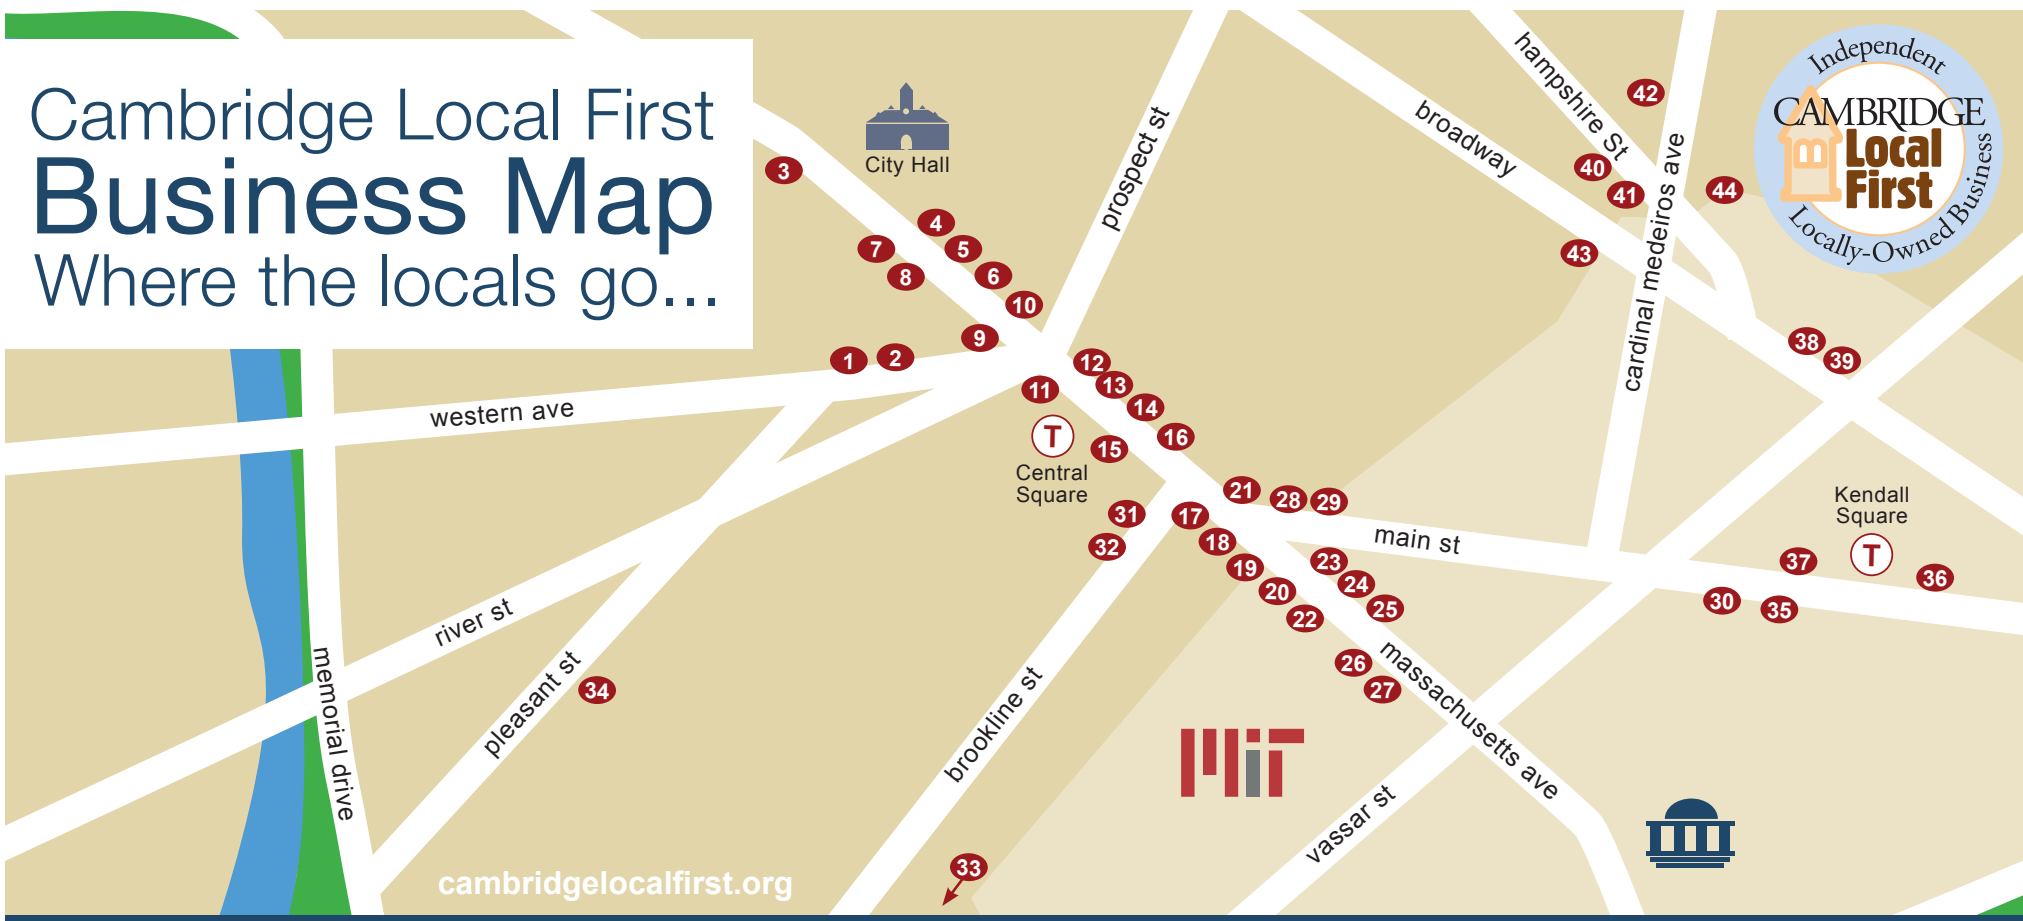 Cambridge Local First
Business Map
Where the locals go...
City Hall
prospect st
broadway
hampshire St
cardinal medeiros ave
Independent
CAMBRIDGE
Local
First
Locally-Owned Business
3
4
5
6
7
8
9
10
1
2
western ave
11
12
13
14
15
16
T
Central
Square
42
40
41
44
43
38
39
21
28
29
main st
Kendall
Square
T
37
36
30
35
31
32
17
18
19
20
22
23
24
25
26
27
massachusetts ave
river st
memorial drive
pleasant st
34
brookline st
MIT
vassar st
33
cambridgelocalfirst.org